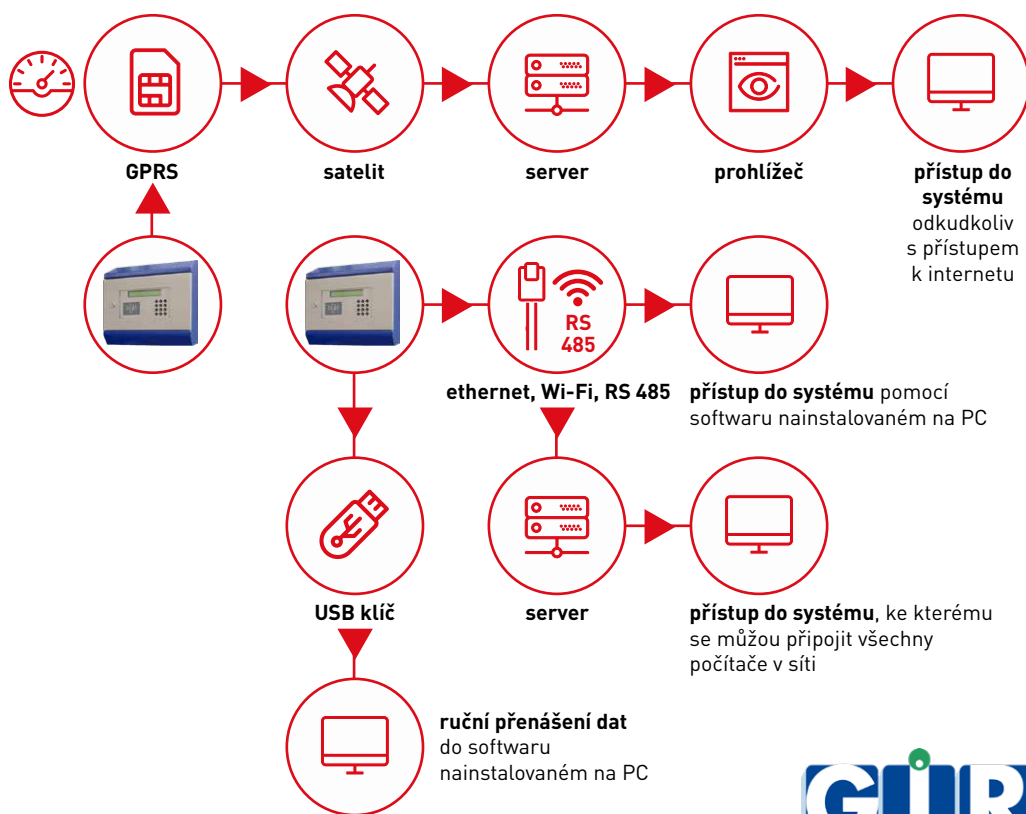 GPRS
satelit
server
prohlížeč
přístup do
systému
odkudkoliv
s přístupem
k internetu
RS
485
ethernet, Wi-Fi, RS 485
přístup do systému pomocí
softwaru nainstalovaném na PC
USB klíč
server
přístup do systému, ke kterému
se můžou připojit všechny
počítače v síti
ruční přenášení dat
do softwaru
nainstalovaném na PC
GiR